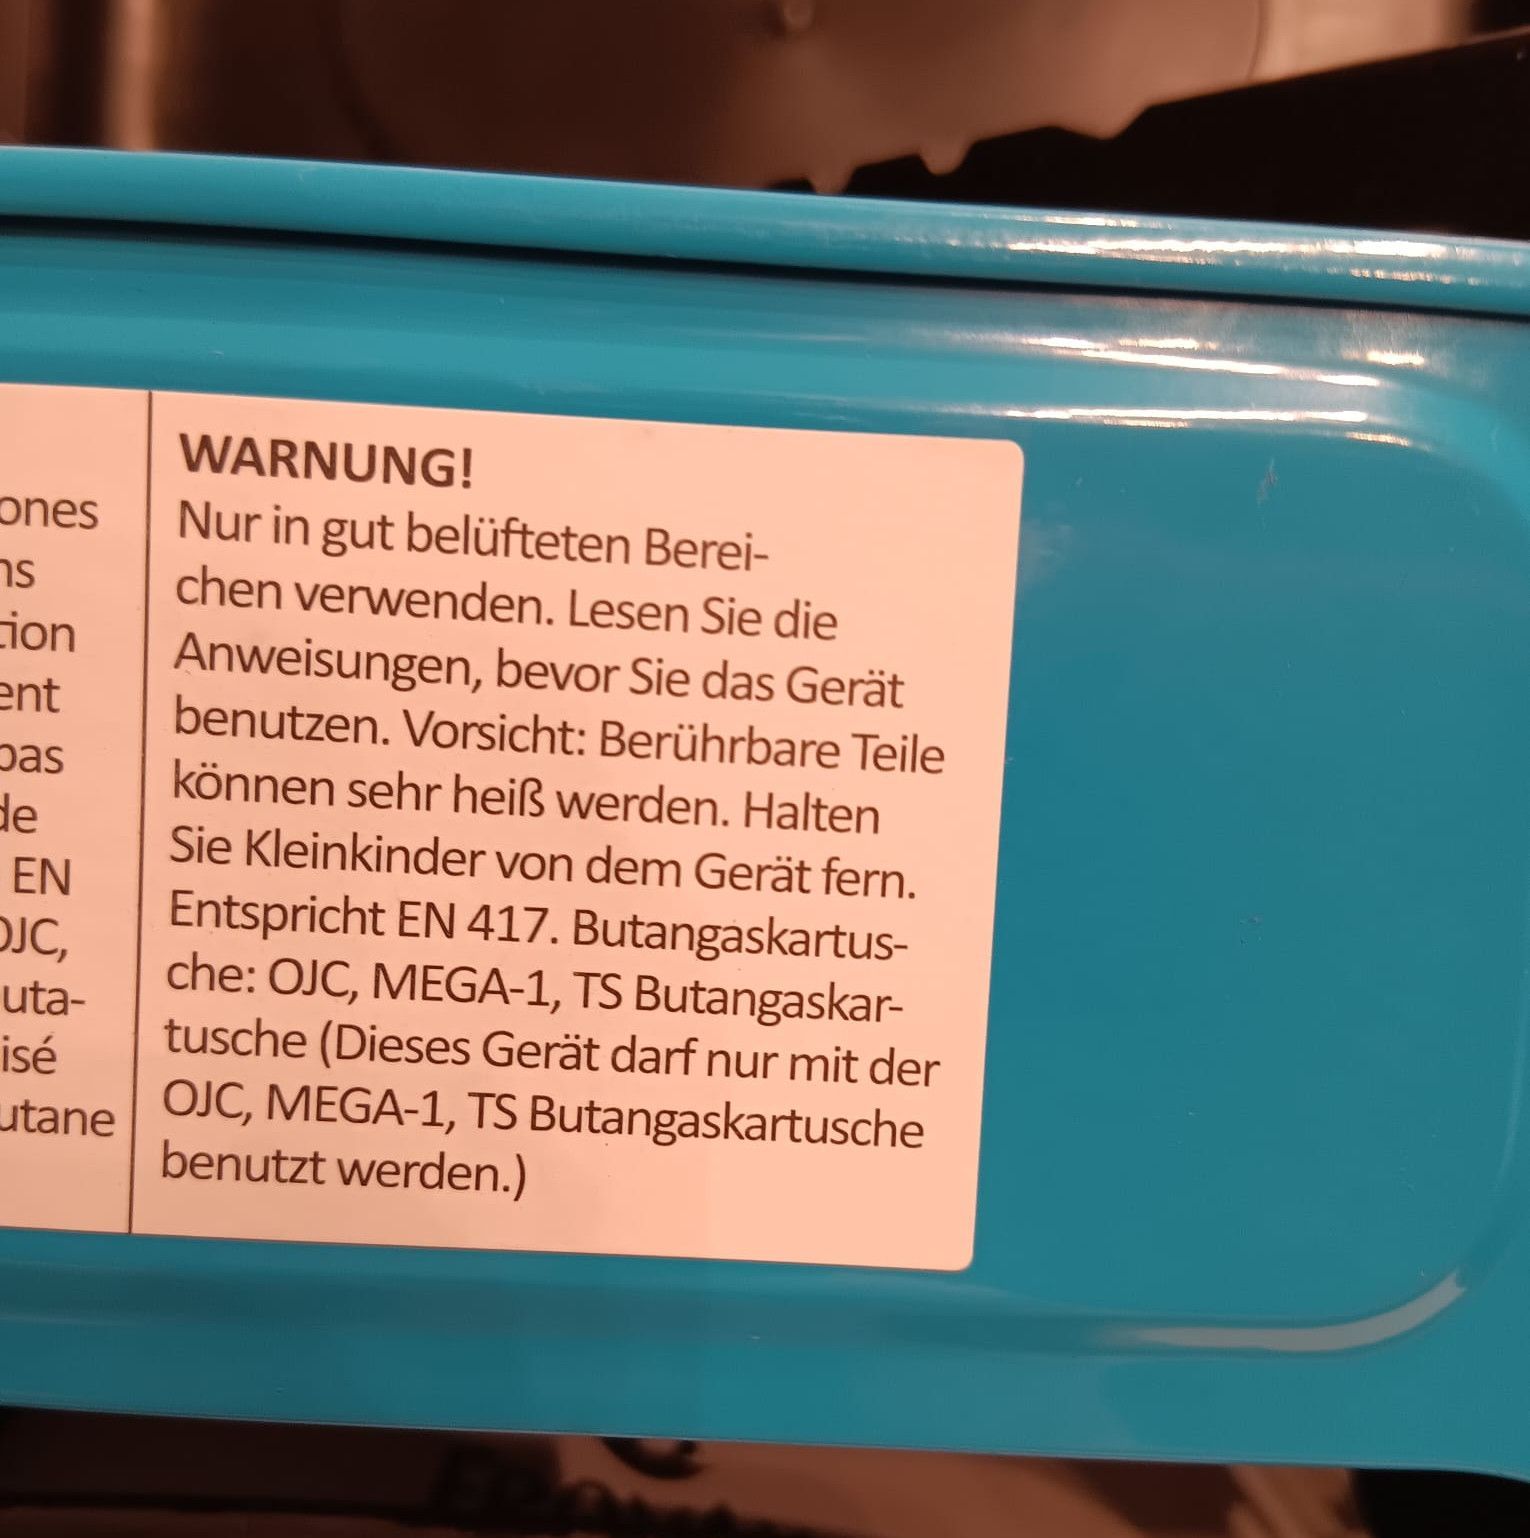 ones
ns
tion
ent
pas
de
EN
OJC,
uta-
isé
utane
WARNUNG!
Nur in gut belüfteten Berei-
chen verwenden. Lesen Sie die
Anweisungen, bevor Sie das Gerät
benutzen. Vorsicht: Berührbare Teile
können sehr heiß werden. Halten
Sie Kleinkinder von dem Gerät fern.
Entspricht EN 417. Butangaskartus-
che: OJC, MEGA-1, TS Butangaskar-
tusche (Dieses Gerät darf nur mit der
OJC, MEGA-1, TS Butangaskartusche
benutzt werden.)